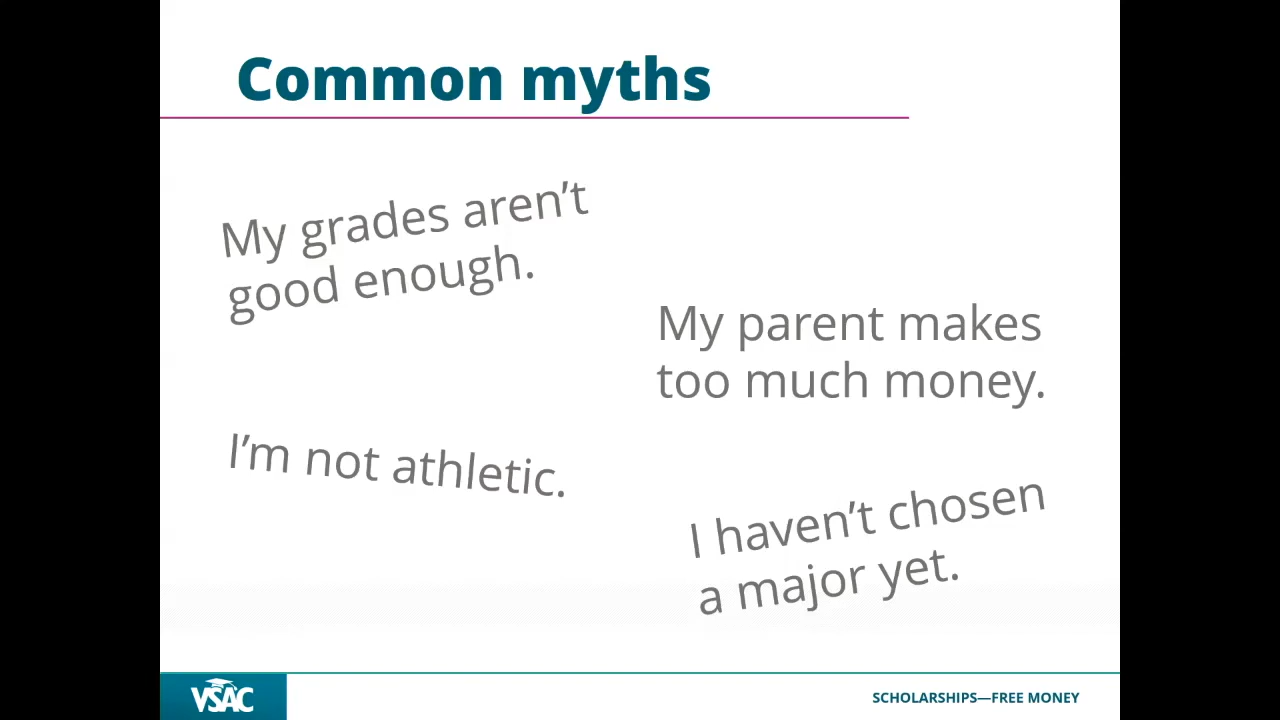 Common myths
My grades aren’t
good enough.
My parent makes
too much money.
I’m not athletic.
I haven’t chosen
a major yet.
VSAC
SCHOLARSHIPS—FREE MONEY